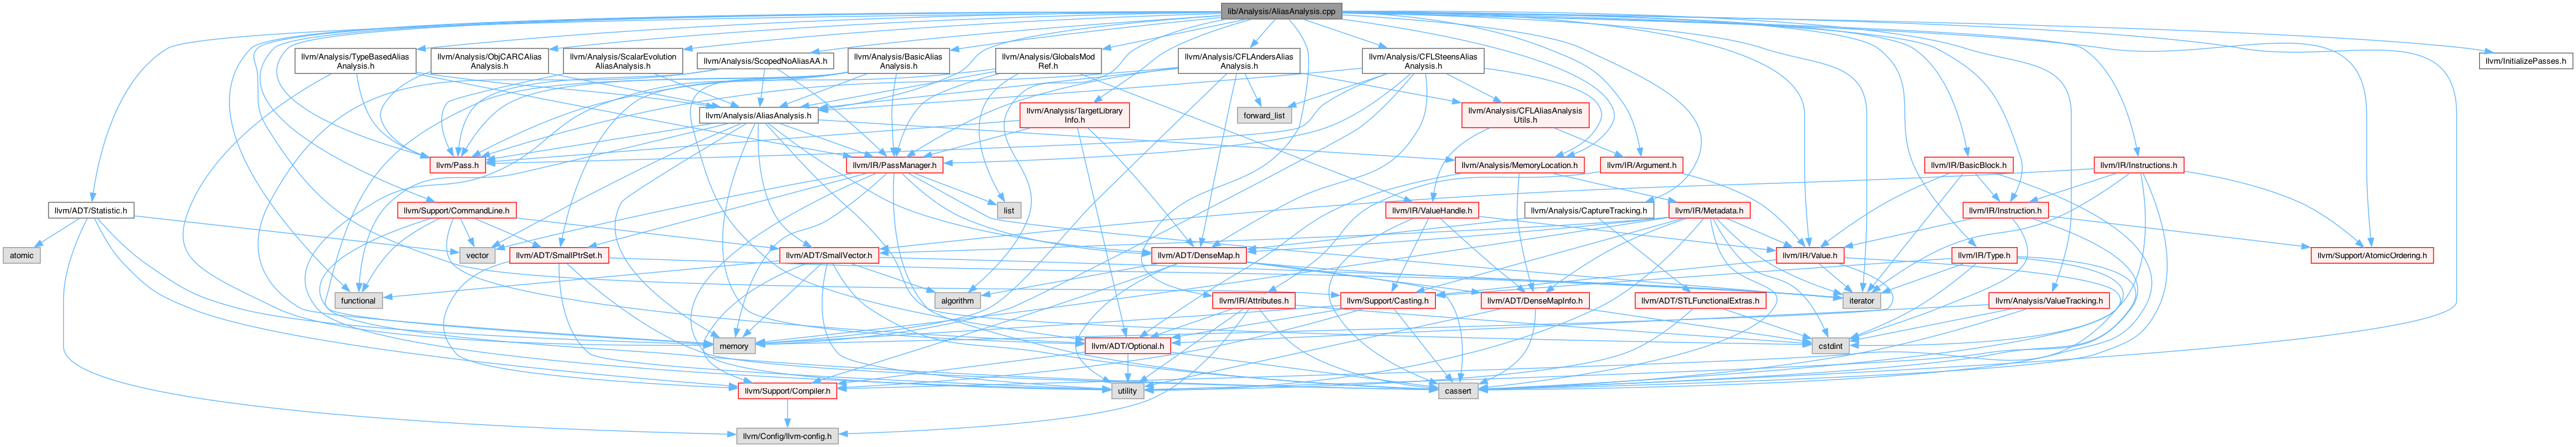 lib/Analysis/AliasAnalysis.cpp
llvm/Analysis/TypeBasedAlias
Analysis.h
llvm/Analysis/ObjCARCAlias
Analysis.h
llvm/Analysis/ScalarEvolution
AliasAnalysis.h
llvm/Analysis/ScopedNoAliasAA.h
llvm/Analysis/BasicAlias
Analysis.h
llvm/Analysis/GlobalsMod
Ref.h
llvm/Analysis/CFLAndersAlias
Analysis.h
llvm/Analysis/CFLSteensAlias
Analysis.h
llvm/InitializePasses.h
llvm/Analysis/AliasAnalysis.h
llvm/Analysis/TargetLibrary
Info.h
forward_list
llvm/Analysis/CFLAliasAnalysis
Utils.h
llvm/Pass.h
llvm/IR/PassManager.h
llvm/Analysis/MemoryLocation.h
llvm/IR/Argument.h
llvm/IR/BasicBlock.h
llvm/IR/Instructions.h
llvm/ADT/Statistic.h
llvm/Support/CommandLine.h
list
llvm/IR/ValueHandle.h
llvm/Analysis/CaptureTracking.h
llvm/IR/Metadata.h
llvm/IR/Instruction.h
atomic
vector
llvm/ADT/SmallPtrSet.h
llvm/ADT/SmallVector.h
llvm/ADT/DenseMap.h
llvm/IR/Value.h
llvm/IR/Type.h
llvm/Support/AtomicOrdering.h
functional
algorithm
llvm/IR/Attributes.h
llvm/Support/Casting.h
llvm/ADT/DenseMapInfo.h
llvm/ADT/STLFunctionalExtras.h
iterator
llvm/Analysis/ValueTracking.h
memory
llvm/ADT/Optional.h
cstdint
llvm/Support/Compiler.h
utility
cassert
llvm/Config/llvm-config.h